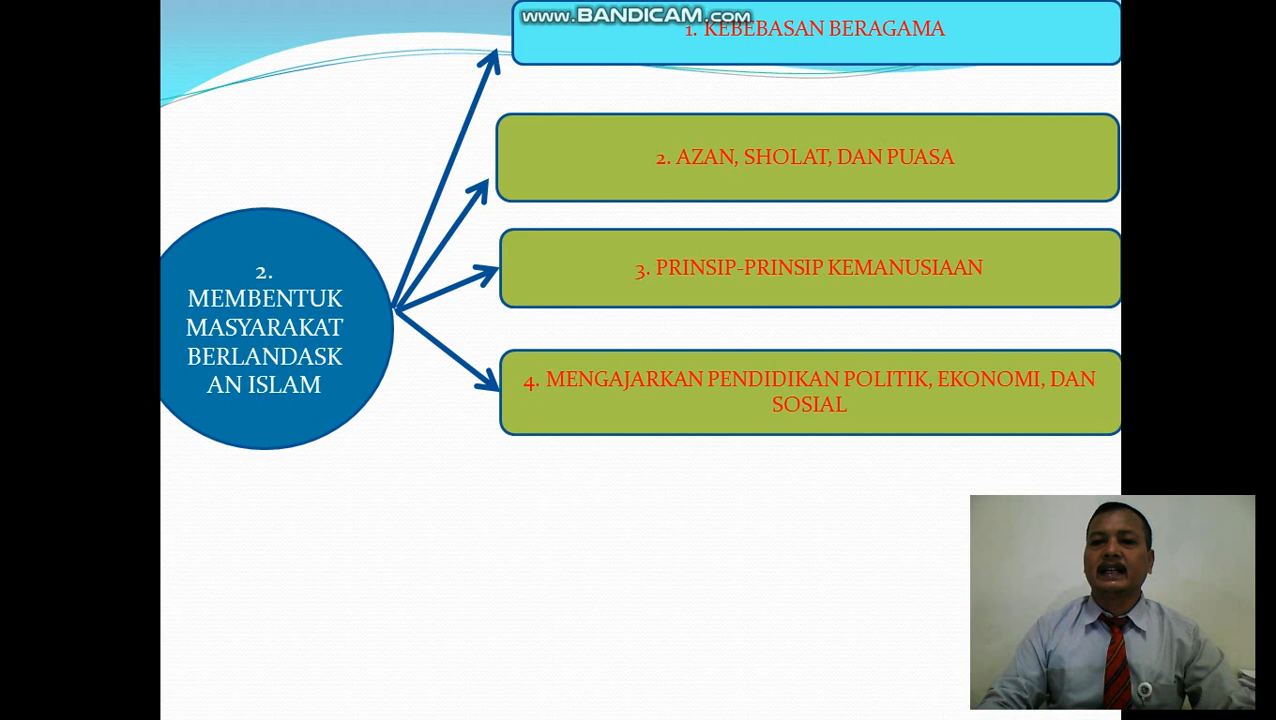 www.BANDICAM.com
1. KEBEBASAN BERAGAMA
2. AZAN, SHOLAT, DAN PUASA
3. PRINSIP-PRINSIP KEMANUSIAAN
4. MENGAJARKAN PENDIDIKAN POLITIK, EKONOMI, DAN
SOSIAL
2.
MEMBENTUK
MASYARAKAT
BERLANDASK
AN ISLAM